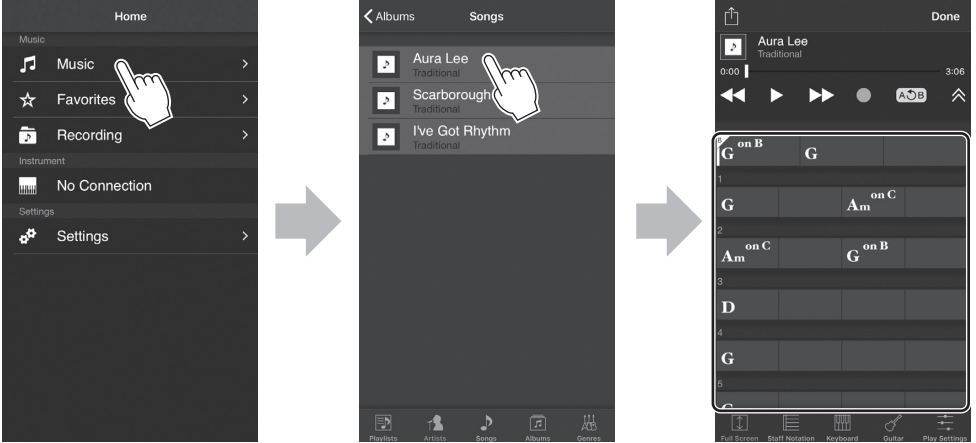 Home
Music
Music
Favorites
Recording
Instrument
No Connection
Settings
Settings
Albums Songs
Aura Lee
Traditional
Scarborough
Traditional
I've Got Rhythm
Traditional
Playlists Artists Songs Albums Genres
Done
Aura Lee
Traditional
0:00 3:06
A B
G on B G
1
G Am on C
2
Am on C G on B
3
D
4
G
5
Full Screen Staff Notation Keyboard Guitar Play Settings